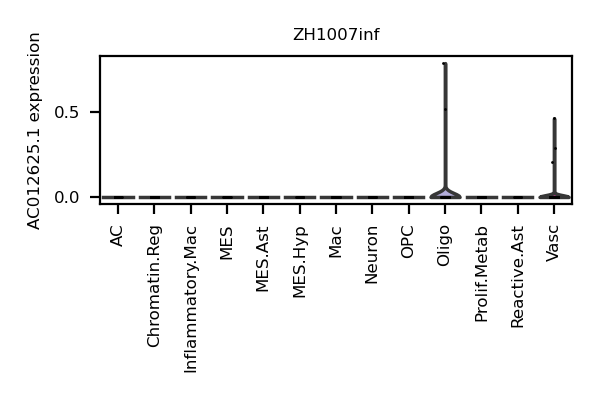 ZH1007inf
AC012625.1 expression
0.5
0.0
AC
Chromatin.Reg
Inflammatory.Mac
MES
MES.Ast
MES.Hyp
Mac
Neuron
OPC
Oligo
Prolif.Metab
Reactive.Ast
Vasc